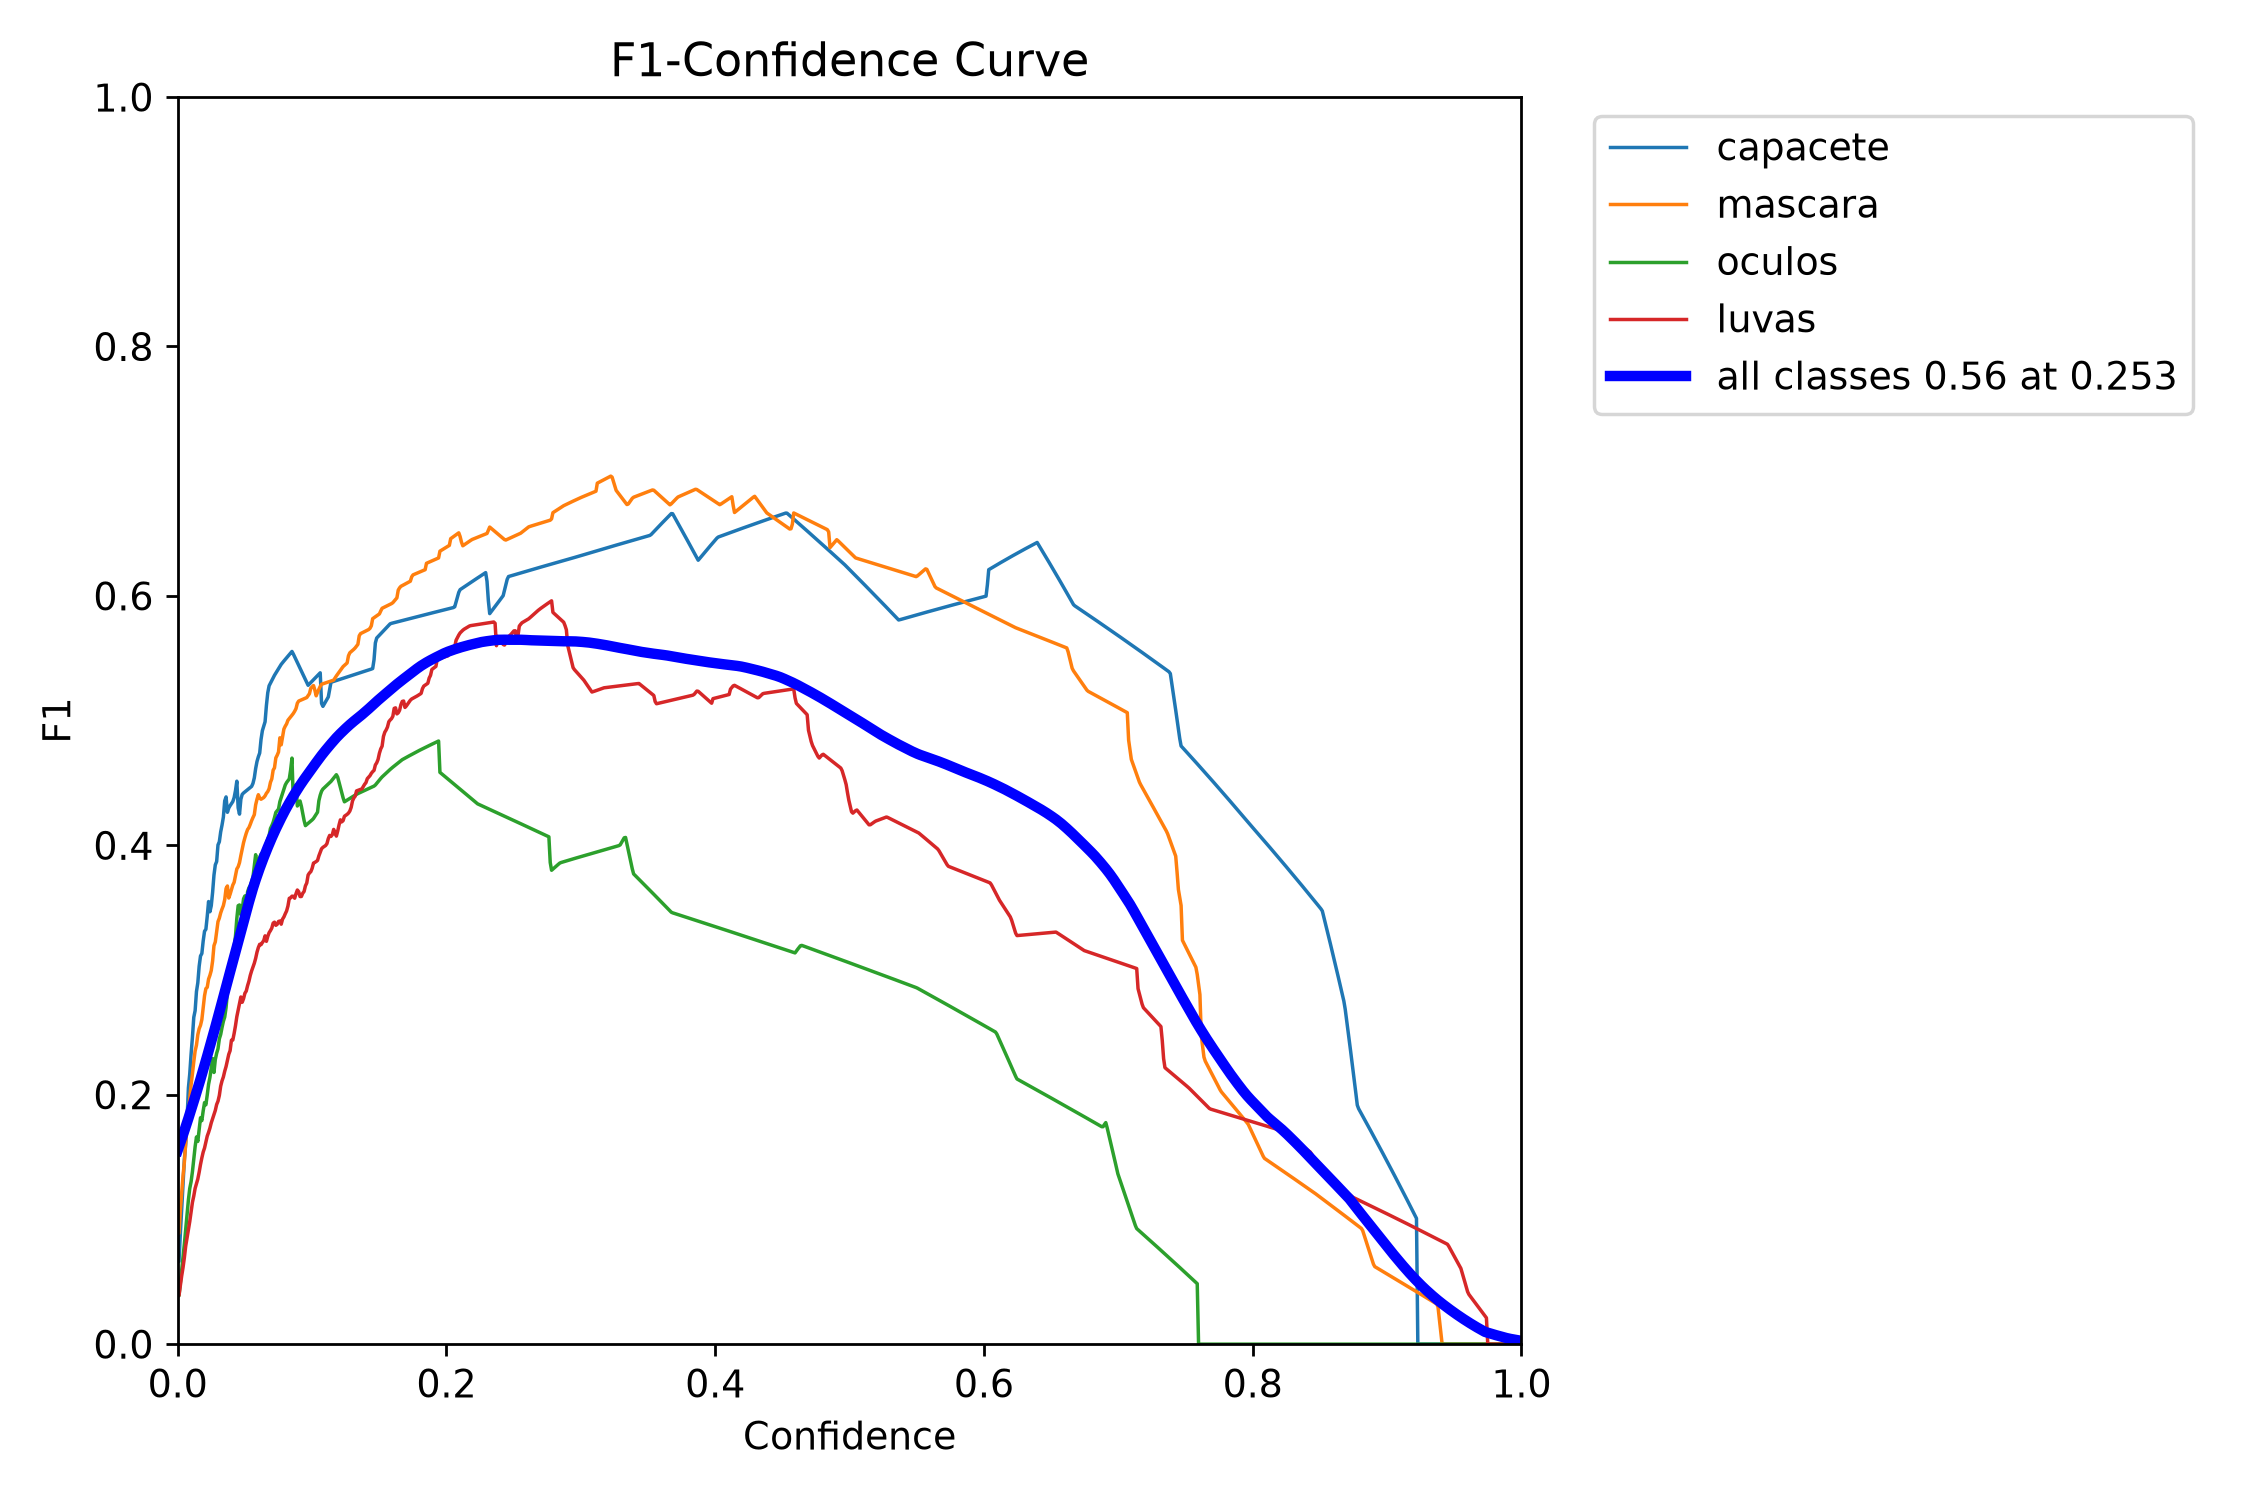 F1-Confidence Curve
1.0
0.8
0.6
0.4
0.2
0.0
F1
0.0 0.2 0.4 0.6 0.8 1.0
Confidence
capacete
mascara
oculos
luvas
all classes 0.56 at 0.253